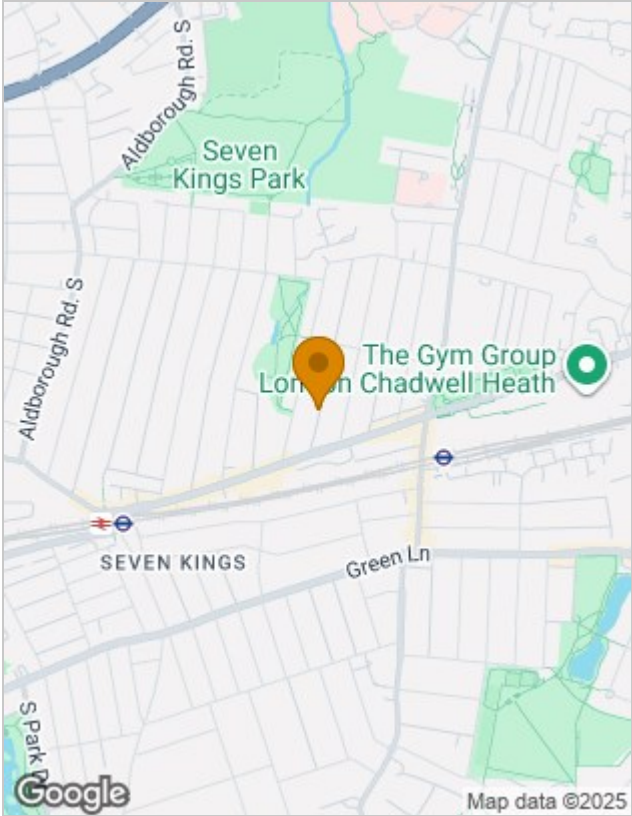 Aldborough Rd. S
Seven
Kings Park
Aldborough Rd. S
The Gym Group
London Chadwell Heath
SEVEN KINGS
Green Ln
S Park
Google
Map data ©2025